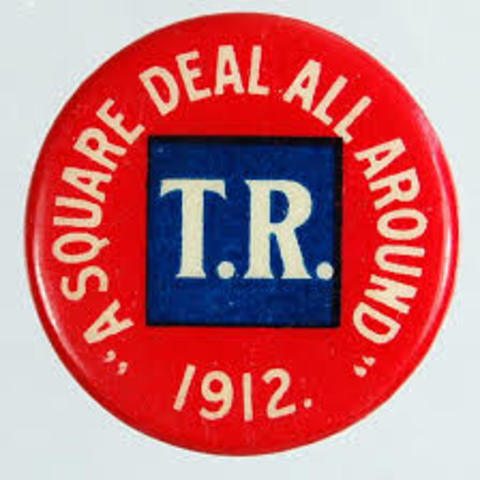 "A SQUARE DEAL ALL AROUND"
T.R.
1912.